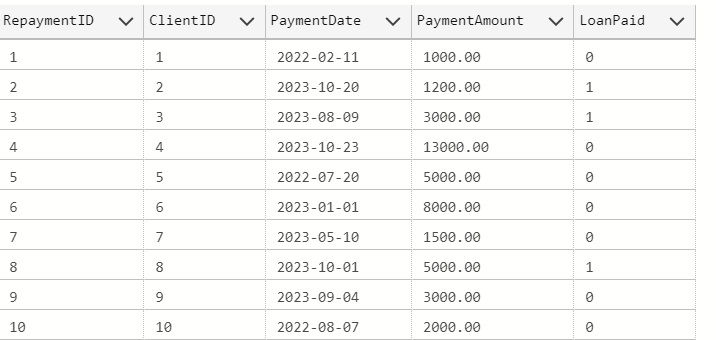 RepaymentID ClientID PaymentDate PaymentAmount LoanPaid
1 1 2022-02-11 1000.00 0
2 2 2023-10-20 1200.00 1
3 3 2023-08-09 3000.00 1
4 4 2023-10-23 13000.00 0
5 5 2022-07-20 5000.00 0
6 6 2023-01-01 8000.00 0
7 7 2023-05-10 1500.00 0
8 8 2023-10-01 5000.00 1
9 9 2023-09-04 3000.00 0
10 10 2022-08-07 2000.00 0